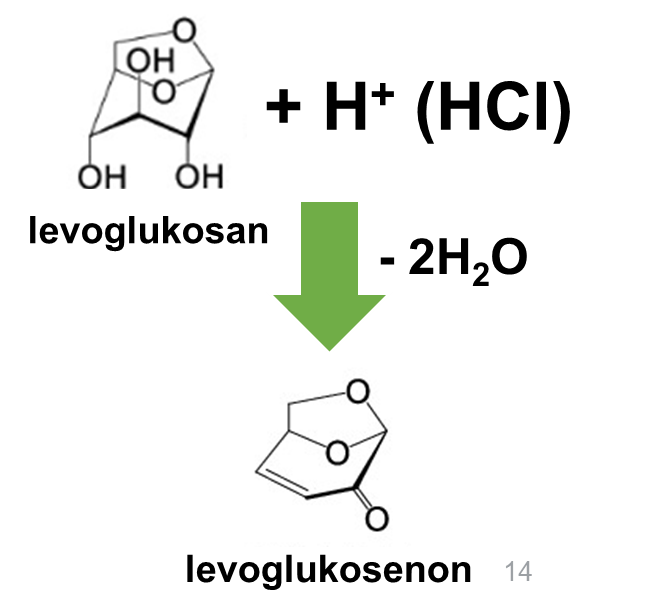 O
OH
O
OH OH
+ H⁺ (HCl)
levoglukosan
- 2H₂O
O
O
O
levoglukosenon 14